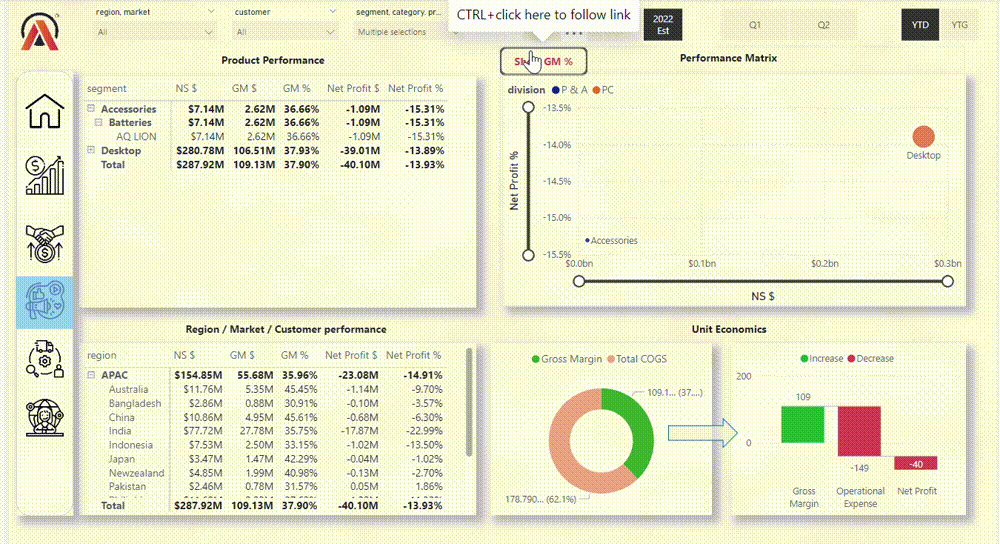 region, market
All
customer
All
segment, category, pr...
Multiple selections
CTRL+click here to follow link
2022
Est
Q1
Q2
YTD
YTG
Product Performance
segment NS $ GM $ GM % Net Profit $ Net Profit %
Accessories $7.14M 2.62M 36.66% -1.09M -15.31%
Batteries $7.14M 2.62M 36.66% -1.09M -15.31%
AQ LION $7.14M 2.62M 36.66% -1.09M -15.31%
Desktop $280.78M 106.51M 37.93% -39.01M -13.89%
Total $287.92M 109.13M 37.90% -40.10M -13.93%
GM %
Performance Matrix
division P & A PC
Net Profit %
-13.5%
-14.0%
-14.5%
-15.0%
-15.5%
Desktop
Accessories
$0.0bn $0.1bn $0.2bn $0.3bn
NS $
Region / Market / Customer performance
region NS $ GM $ GM % Net Profit $ Net Profit %
APAC $154.85M 55.68M 35.96% -23.08M -14.91%
Australia $11.76M 5.35M 45.45% -1.14M -9.70%
Bangladesh $2.86M 0.88M 30.91% -0.10M -3.57%
China $10.86M 4.95M 45.61% -0.68M -6.30%
India $77.72M 27.78M 35.75% -17.87M -22.99%
Indonesia $7.53M 2.50M 33.15% -1.02M -13.50%
Japan $3.47M 1.47M 42.29% -0.04M -1.02%
Newzealand $4.85M 1.99M 40.98% -0.13M -2.70%
Pakistan $2.46M 0.78M 31.57% 0.05M 1.86%
Total $287.92M 109.13M 37.90% -40.10M -13.93%
Unit Economics
Gross Margin Total COGS
109.1... (37....)
178.790... (62.1%)
Increase Decrease
200
0
109
-149
-40
Gross
Margin
Operational
Expense
Net Profit